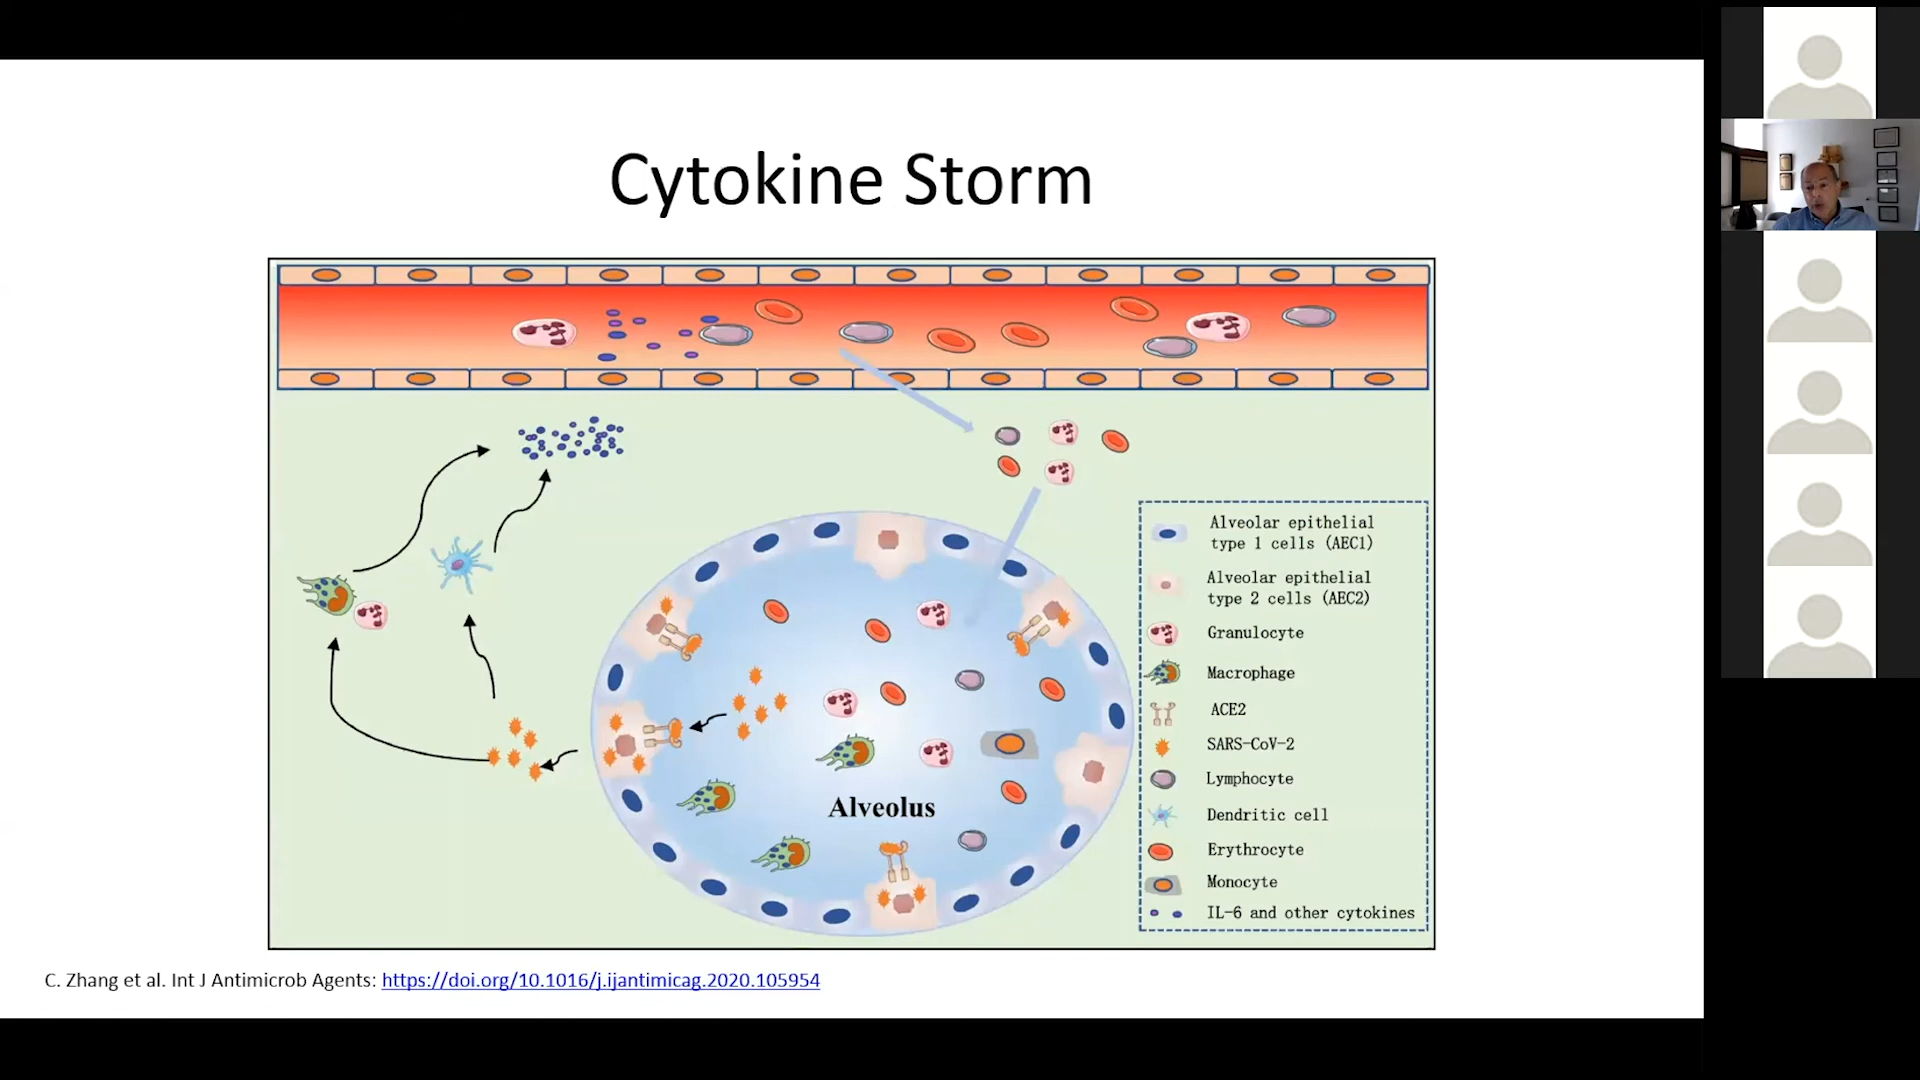 Cytokine Storm
Alveolar epithelial
type 1 cells (AEC1)
Alveolar epithelial
type 2 cells (AEC2)
Granulocyte
Macrophage
ACE2
SARS-CoV-2
Lymphocyte
Dendritic cell
Erythrocyte
Monocyte
IL-6 and other cytokines
Alveolus
C. Zhang et al. Int J Antimicrob Agents: https://doi.org/10.1016/j.ijantimicag.2020.105954